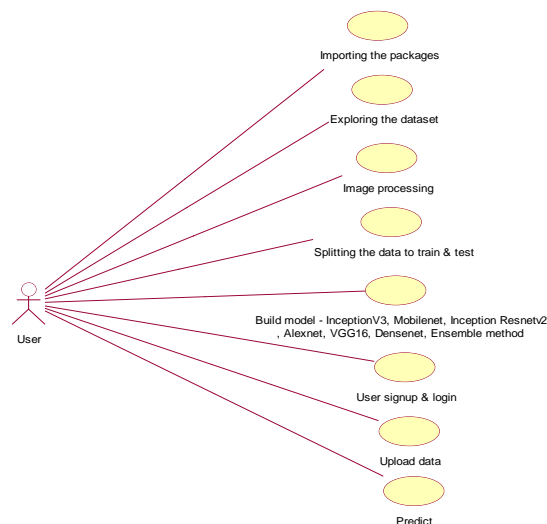 Importing the packages
Exploring the dataset
Image processing
Splitting the data to train & test
Build model - InceptionV3, Mobilenet, Inception Resnetv2
, Alexnet, VGG16, Densenet, Ensemble method
User
User signup & login
Upload data
Predict